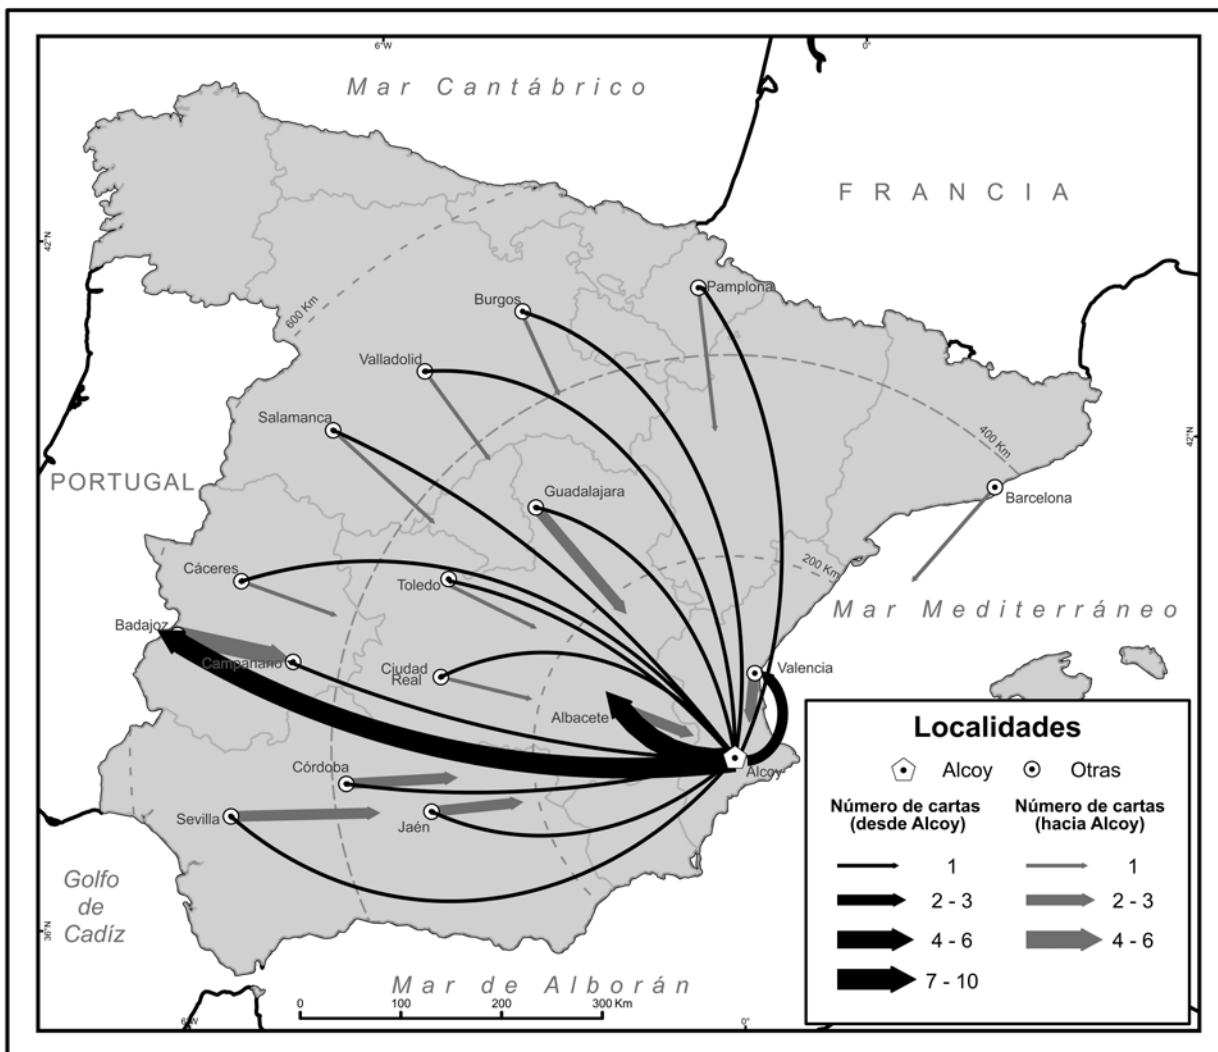 6°W
0°
Mar Cantábrico
FRANCIA
42°N
600 Km
Burgos
Pamplona
Valladolid
Salamanca
400 Km
42°N
PORTUGAL
Guadalajara
Barcelona
200 Km
Cáceres
Toledo
Mar Mediterráneo
Badajoz
Campanario
Ciudad
Real
Valencia
Albacete
Alcoy
Córdoba
Sevilla
Jaén
Golfo
de
Cadíz
36°N
Mar de Alborán
0 100 200 300 Km
6°W
0°
Localidades
Alcoy Otras
Número de cartas
(desde Alcoy)
1
2 - 3
4 - 6
7 - 10
Número de cartas
(hacia Alcoy)
1
2 - 3
4 - 6